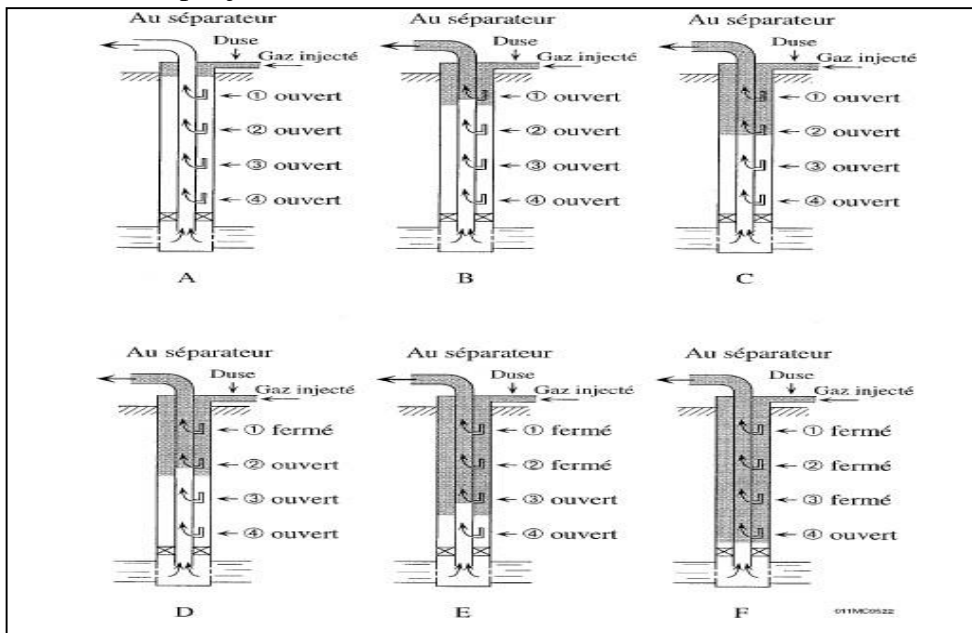 Au séparateur
Duse
Gaz injecté
① ouvert
② ouvert
③ ouvert
④ ouvert
A
Au séparateur
Duse
Gaz injecté
① ouvert
② ouvert
③ ouvert
④ ouvert
B
Au séparateur
Duse
Gaz injecté
① ouvert
② ouvert
③ ouvert
④ ouvert
C
Au séparateur
Duse
Gaz injecté
① fermé
② ouvert
③ ouvert
④ ouvert
D
Au séparateur
Duse
Gaz injecté
① fermé
② fermé
③ ouvert
④ ouvert
E
Au séparateur
Duse
Gaz injecté
① fermé
② fermé
③ fermé
④ ouvert
F
011MC0522